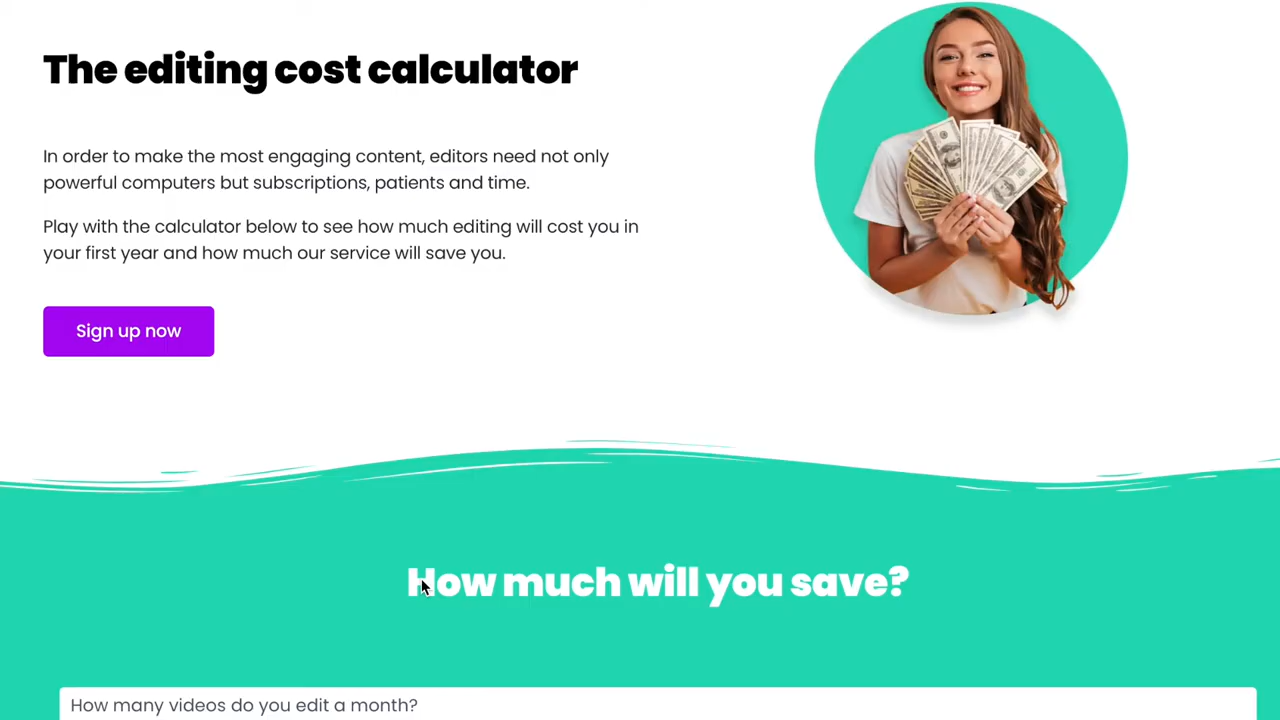 The editing cost calculator
In order to make the most engaging content, editors need not only
powerful computers but subscriptions, patients and time.
Play with the calculator below to see how much editing will cost you in
your first year and how much our service will save you.
Sign up now
How much will you save?
How many videos do you edit a month?